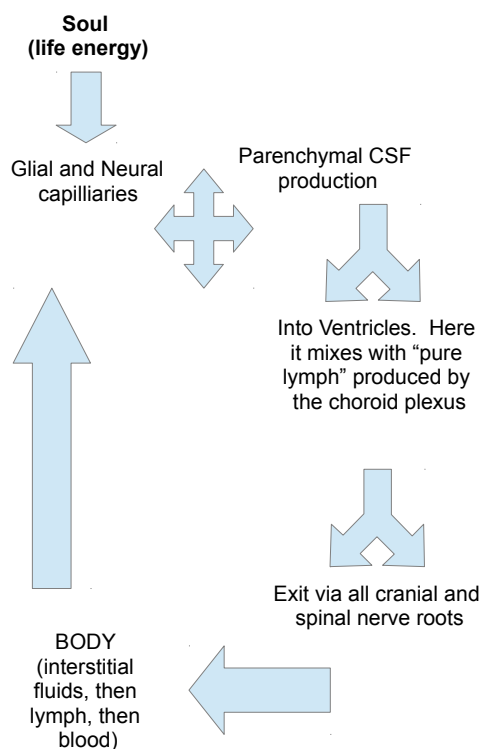 Soul
(life energy)
Glial and Neural
capilliaries
Parenchymal CSF
production
Into Ventricles. Here
it mixes with “pure
lymph” produced by
the choroid plexus
Exit via all cranial and
spinal nerve roots
BODY
(interstitial
fluids, then
lymph, then
blood)